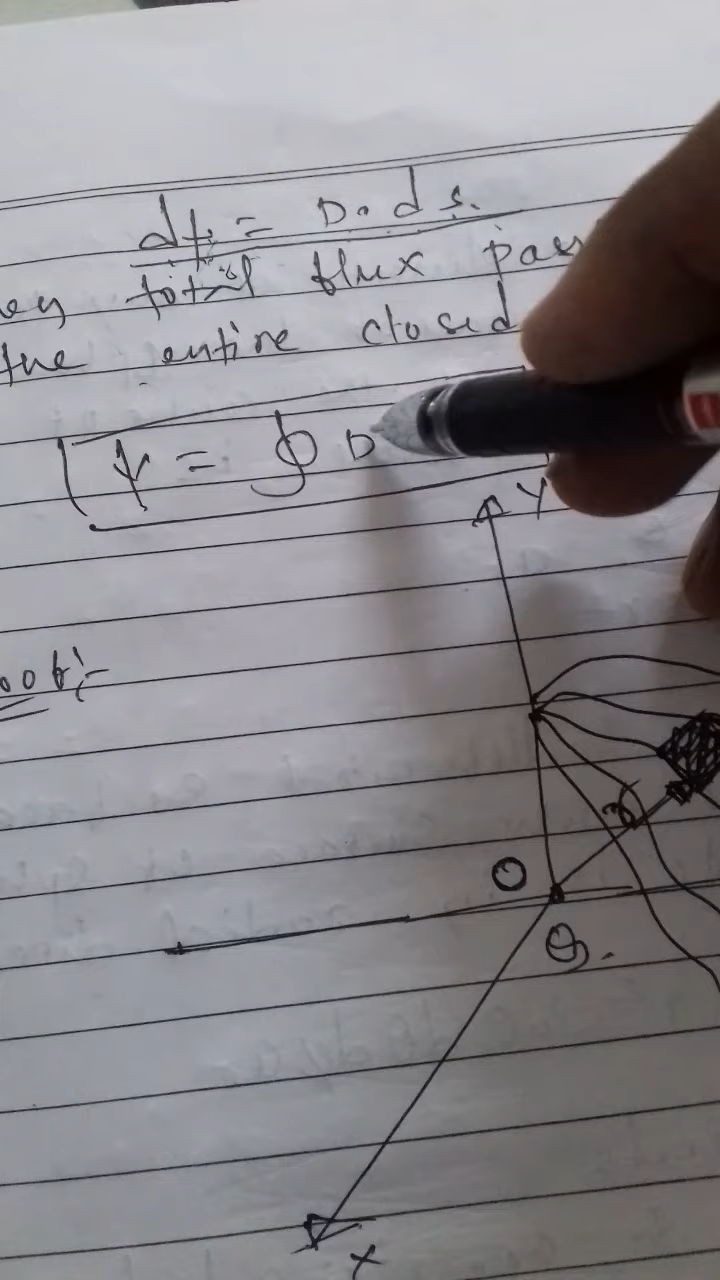 dψ = D. ds.
total flux pass
the entire closed
ψ = ∮ D
Y
r
O
Q.
X